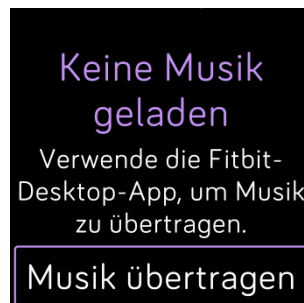 Keine Musik
geladen
Verwende die Fitbit-
Desktop-App, um Musik
zu übertragen.
Musik übertragen